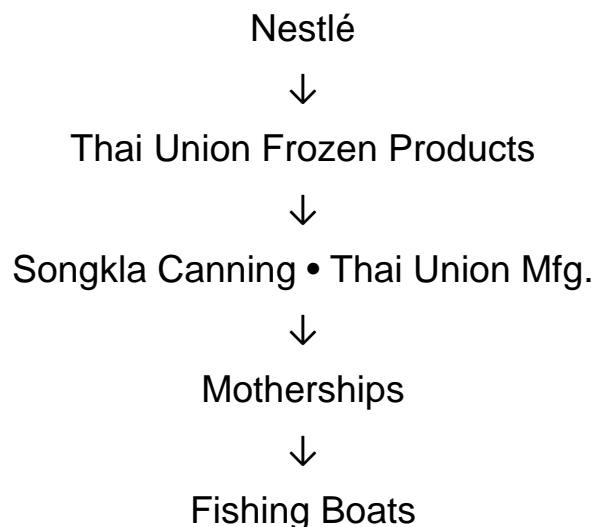 Nestlé
↓
Thai Union Frozen Products
↓
Songkla Canning • Thai Union Mfg.
↓
Motherships
↓
Fishing Boats